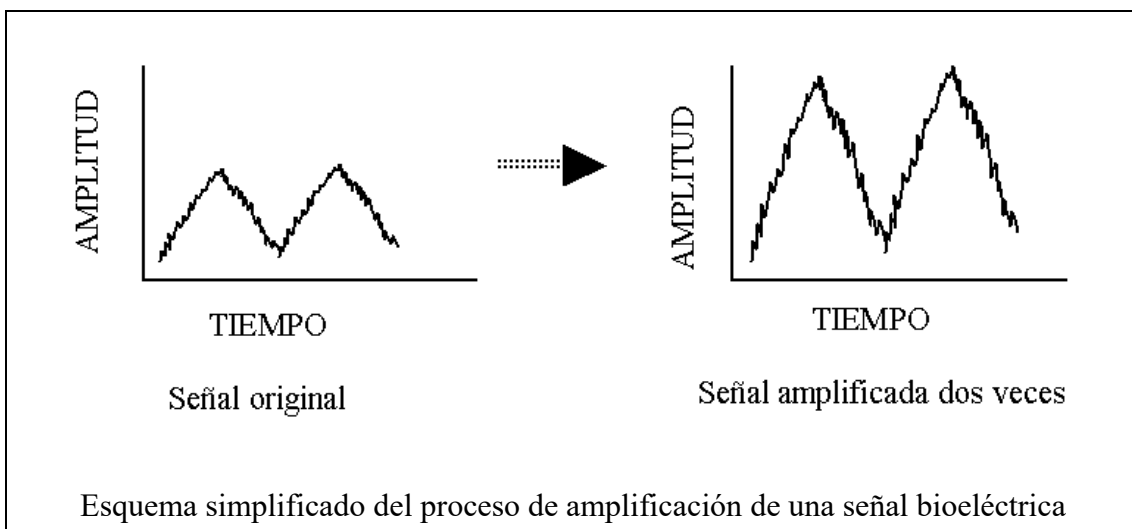 AMPLITUD
TIEMPO
Señal original
AMPLITUD
TIEMPO
Señal amplificada dos veces
Esquema simplificado del proceso de amplificación de una señal bioeléctrica